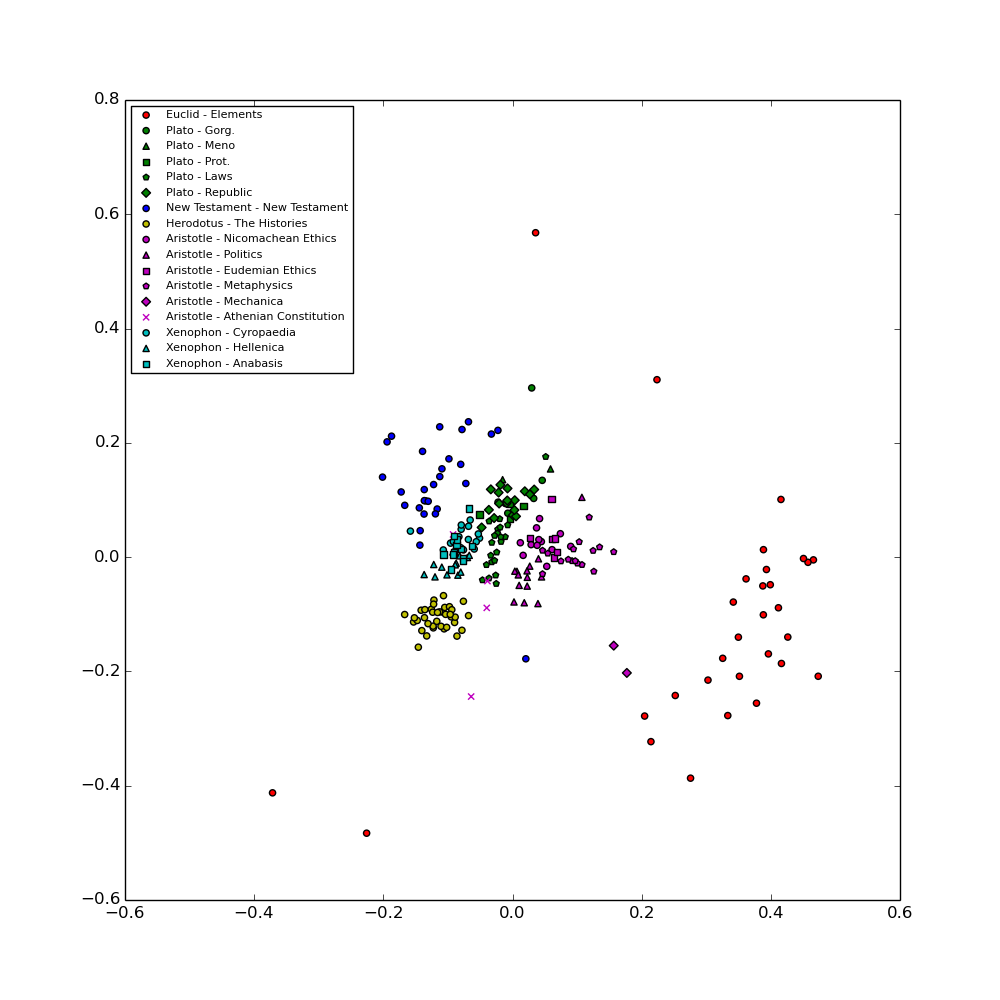 0.8
Euclid - Elements
Plato - Gorg.
Plato - Meno
Plato - Prot.
Plato - Laws
Plato - Republic
New Testament - New Testament
Herodotus - The Histories
Aristotle - Nicomachean Ethics
Aristotle - Politics
Aristotle - Eudemian Ethics
Aristotle - Metaphysics
Aristotle - Mechanica
Aristotle - Athenian Constitution
Xenophon - Cyropaedia
Xenophon - Hellenica
Xenophon - Anabasis
0.6
0.4
0.2
0.0
−0.2
−0.4
−0.6
−0.6 −0.4 −0.2 0.0 0.2 0.4 0.6